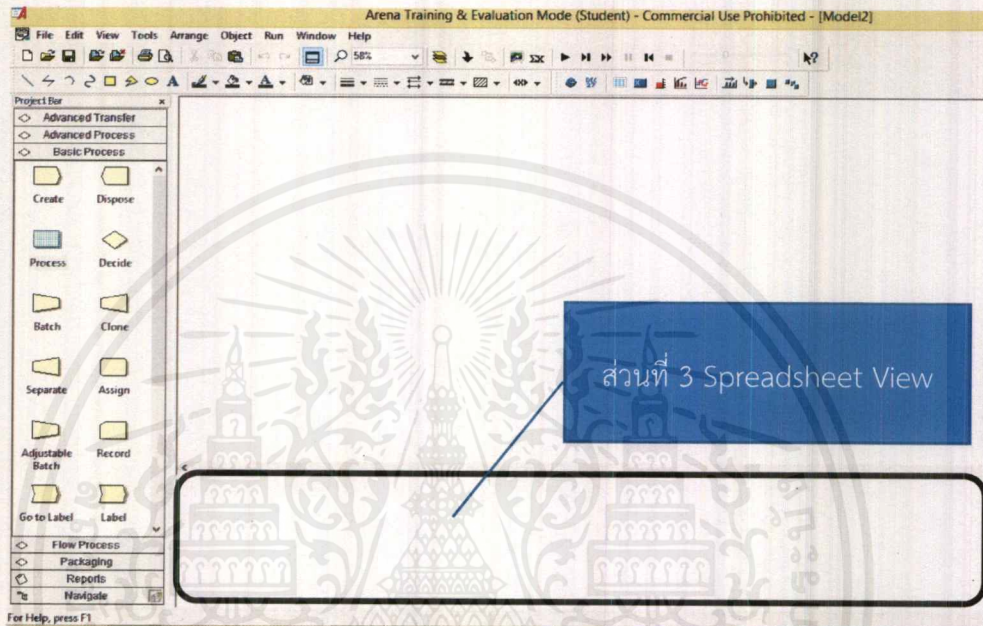 Arena Training & Evaluation Mode (Student) - Commercial Use Prohibited - [Model2]
File Edit View Tools Arrange Object Run Window Help
58%
Project Bar
Advanced Transfer
Advanced Process
Basic Process
Create Dispose
Process Decide
Batch Clone
Separate Assign
Adjustable Batch Record
Go to Label Label
Flow Process
Packaging
Reports
Navigate
For Help, press F1
ส่วนที่ 3 Spreadsheet View